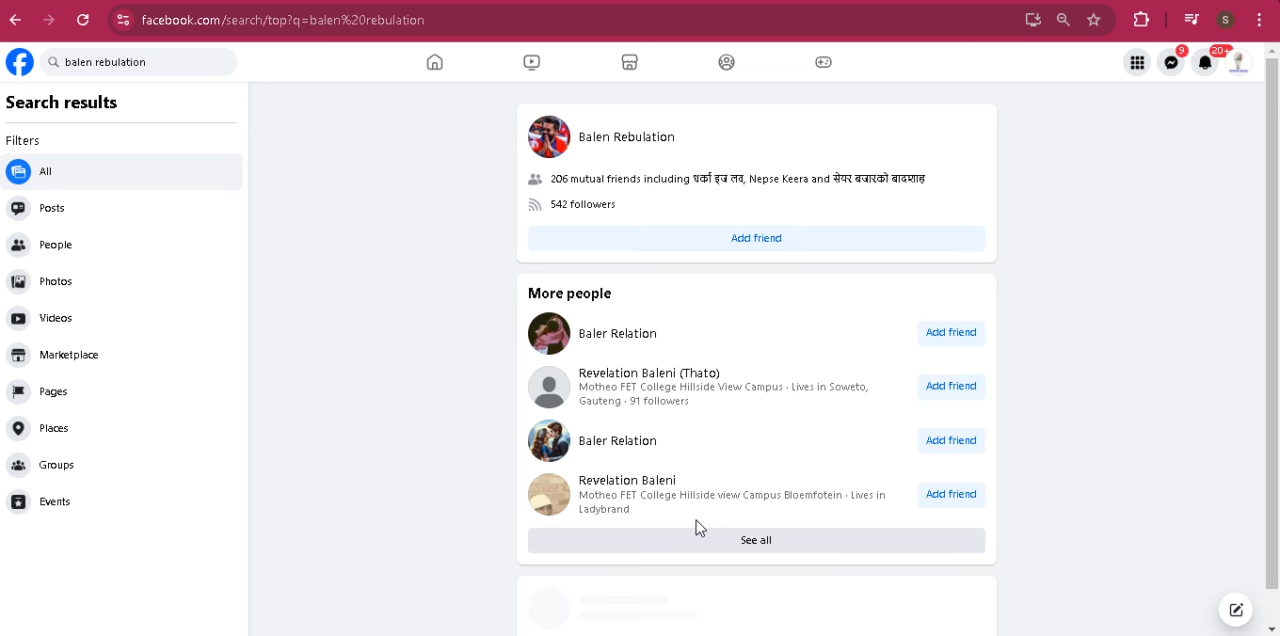 facebook.com/search/top?q=balen%20rebulation
S
balen rebulation
9
20+
Search results
Filters
All
Posts
People
Photos
Videos
Marketplace
Pages
Places
Groups
Events
Balen Rebulation
206 mutual friends including घर्का इज लव, Nepse Keera and सेयर बजारको बादशाह
542 followers
Add friend
More people
Baler Relation
Add friend
Revelation Baleni (Thato)
Motheo FET College Hillside View Campus · Lives in Soweto,
Gauteng · 91 followers
Add friend
Baler Relation
Add friend
Revelation Baleni
Motheo FET College Hillside view Campus Bloemfotein · Lives in
Ladybrand
Add friend
See all